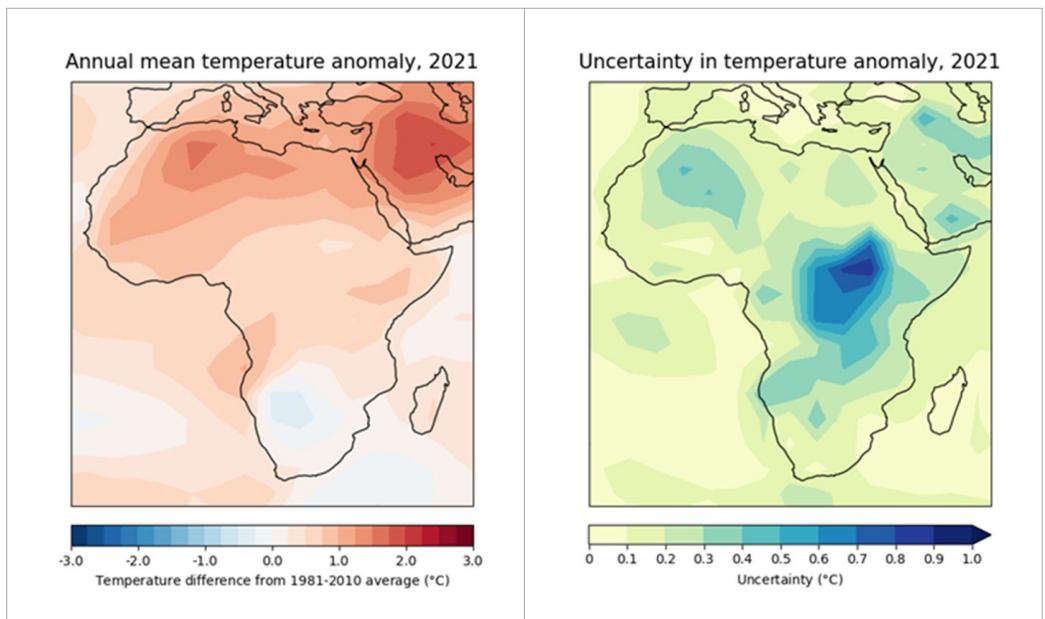 Annual mean temperature anomaly, 2021
-3.0 -2.0 -1.0 0.0 1.0 2.0 3.0
Temperature difference from 1981-2010 average (°C)
Uncertainty in temperature anomaly, 2021
0 0.1 0.2 0.3 0.4 0.5 0.6 0.7 0.8 0.9 1.0
Uncertainty (°C)